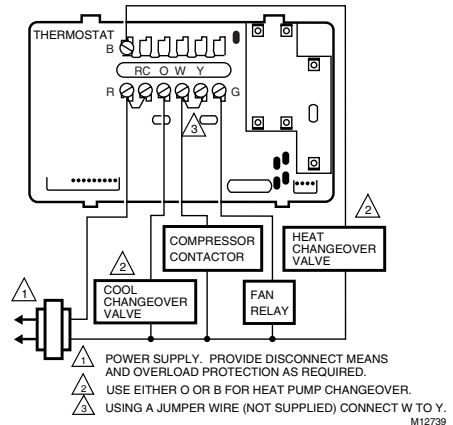 THERMOSTAT
B
RC O W Y
R
G
3
2
COMPRESSOR
CONTACTOR
HEAT
CHANGEOVER
VALVE
2
1
COOL
CHANGEOVER
VALVE
FAN
RELAY
1 POWER SUPPLY. PROVIDE DISCONNECT MEANS
AND OVERLOAD PROTECTION AS REQUIRED.
2 USE EITHER O OR B FOR HEAT PUMP CHANGEOVER.
3 USING A JUMPER WIRE (NOT SUPPLIED) CONNECT W TO Y.
M12739